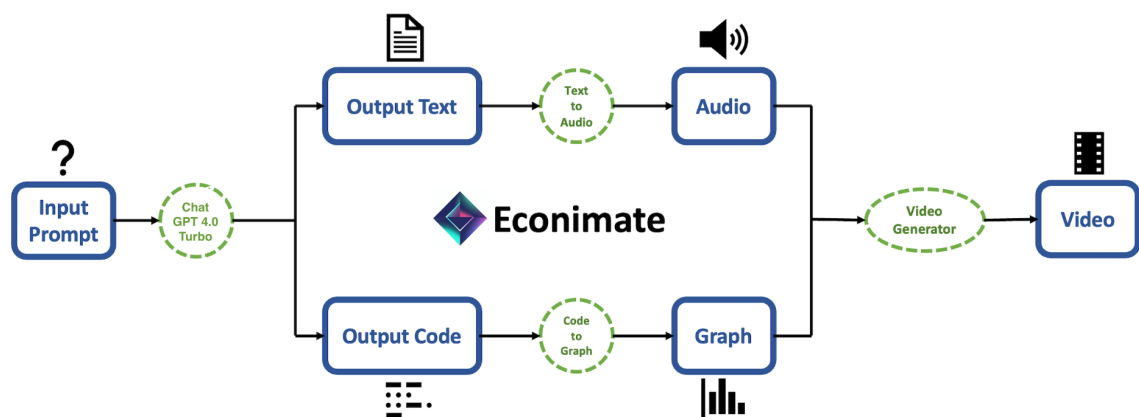 ?
Input
Prompt
Chat
GPT 4.0
Turbo
Output Text
Text
to
Audio
Audio
Econimate
Output Code
Code
to
Graph
Graph
Video
Generator
Video